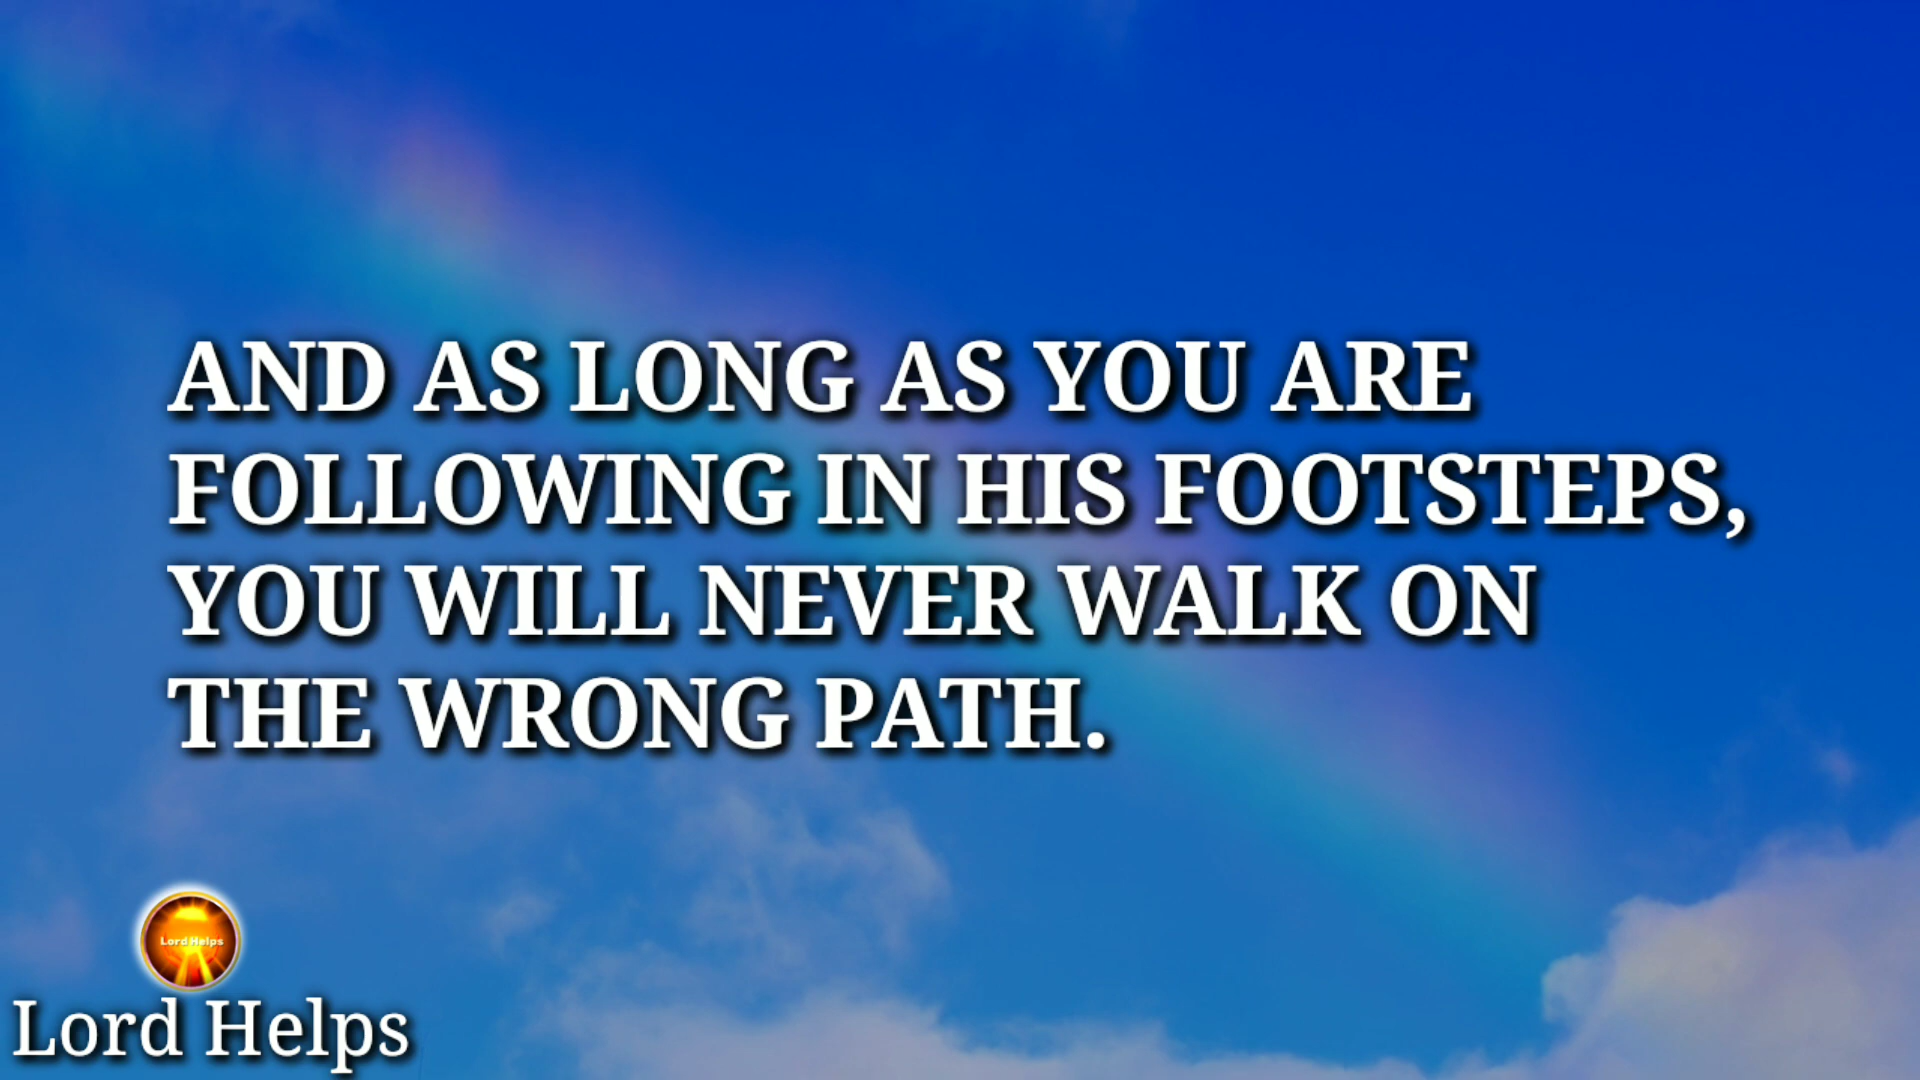 AND AS LONG AS YOU ARE
FOLLOWING IN HIS FOOTSTEPS,
YOU WILL NEVER WALK ON
THE WRONG PATH.
Lord Helps
Lord Helps